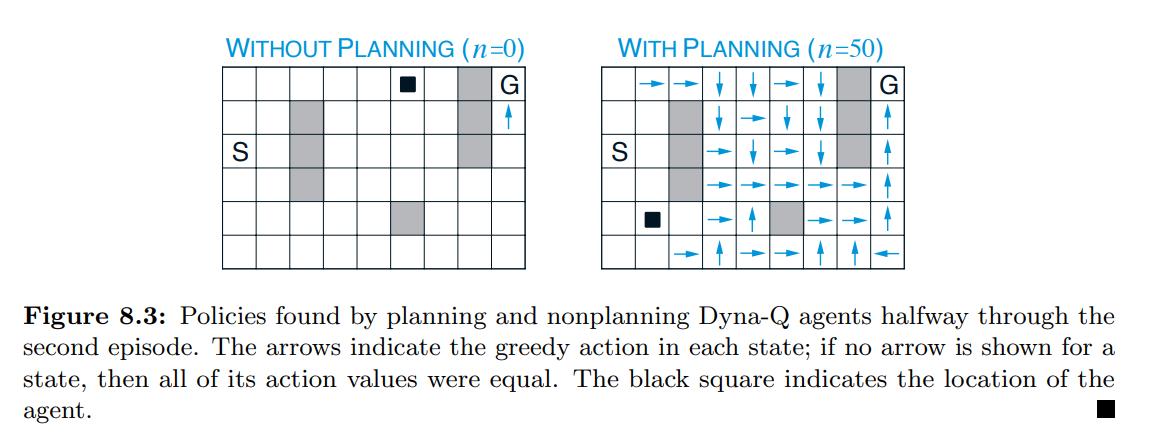 WITHOUT PLANNING (n=0)
WITH PLANNING (n=50)
G
G
S
S
Figure 8.3: Policies found by planning and nonplanning Dyna-Q agents halfway through the
second episode. The arrows indicate the greedy action in each state; if no arrow is shown for a
state, then all of its action values were equal. The black square indicates the location of the
agent.